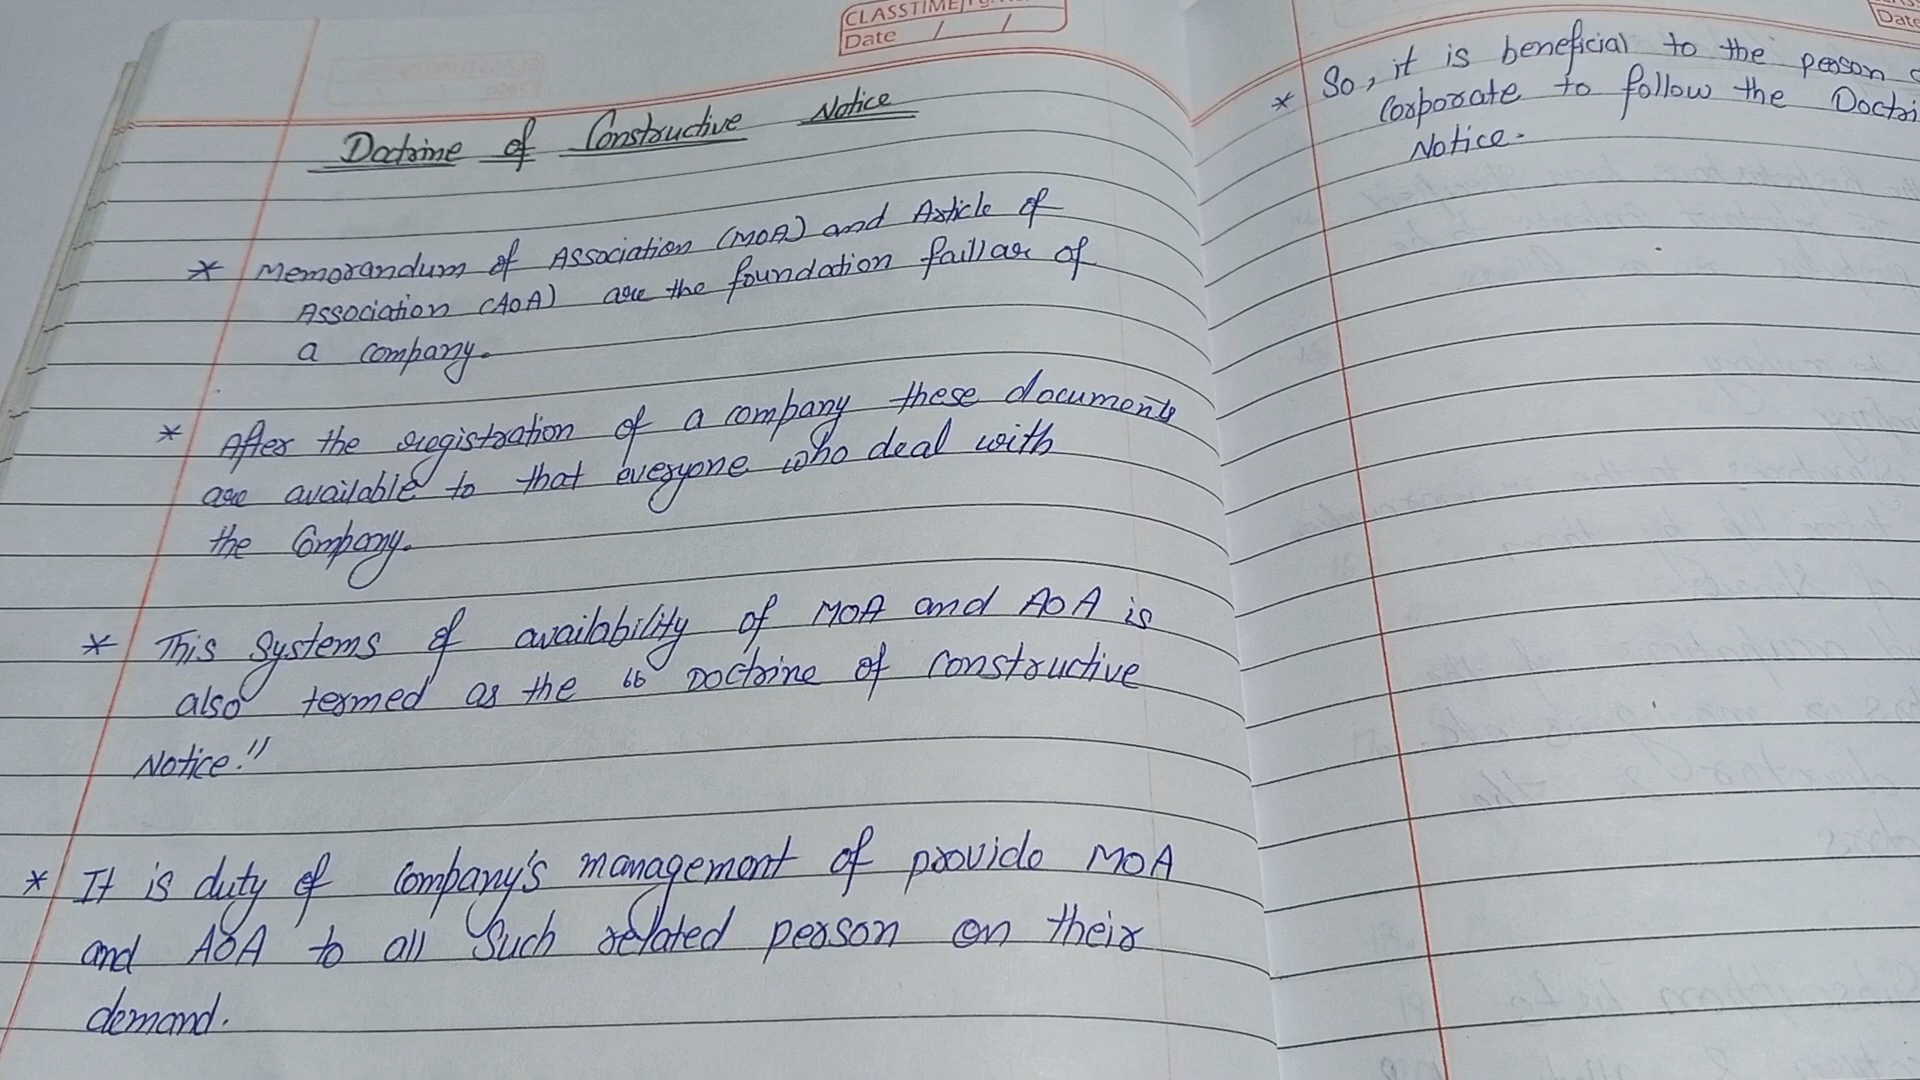 CLASSTIME
Date / /
Doctrine of Constructive Notice
* Memorandum of Association (MOA) and Article of
Association (AOA) are the foundation faillar of
a company.
* After the registration of a company these documents
are available to that everyone who deal with
the Company.
* This Systems of availability of MOA and AOA is
also termed as the " Doctrine of constructive
Notice."
* It is duty of Company's management of provide MOA
and AOA to all Such related person on their
demand.
Date
* So, it is beneficial to the person
Corporate to follow the
Notice.